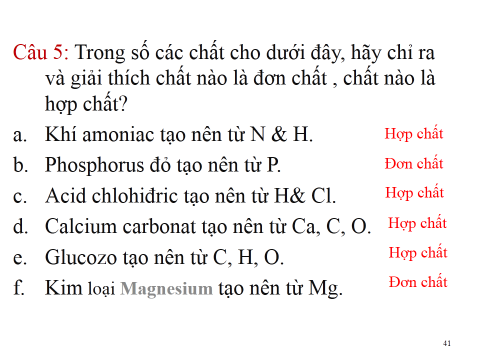 Câu 5: Trong số các chất cho dưới đây, hãy chỉ ra
và giải thích chất nào là đơn chất , chất nào là
hợp chất?
a. Khí amoniac tạo nên từ N & H. Hợp chất
b. Phosphorus đỏ tạo nên từ P. Đơn chất
c. Acid chlohiđric tạo nên từ H& Cl. Hợp chất
d. Calcium carbonat tạo nên từ Ca, C, O. Hợp chất
e. Glucozo tạo nên từ C, H, O. Hợp chất
f. Kim loại Magnesium tạo nên từ Mg. Đơn chất
41